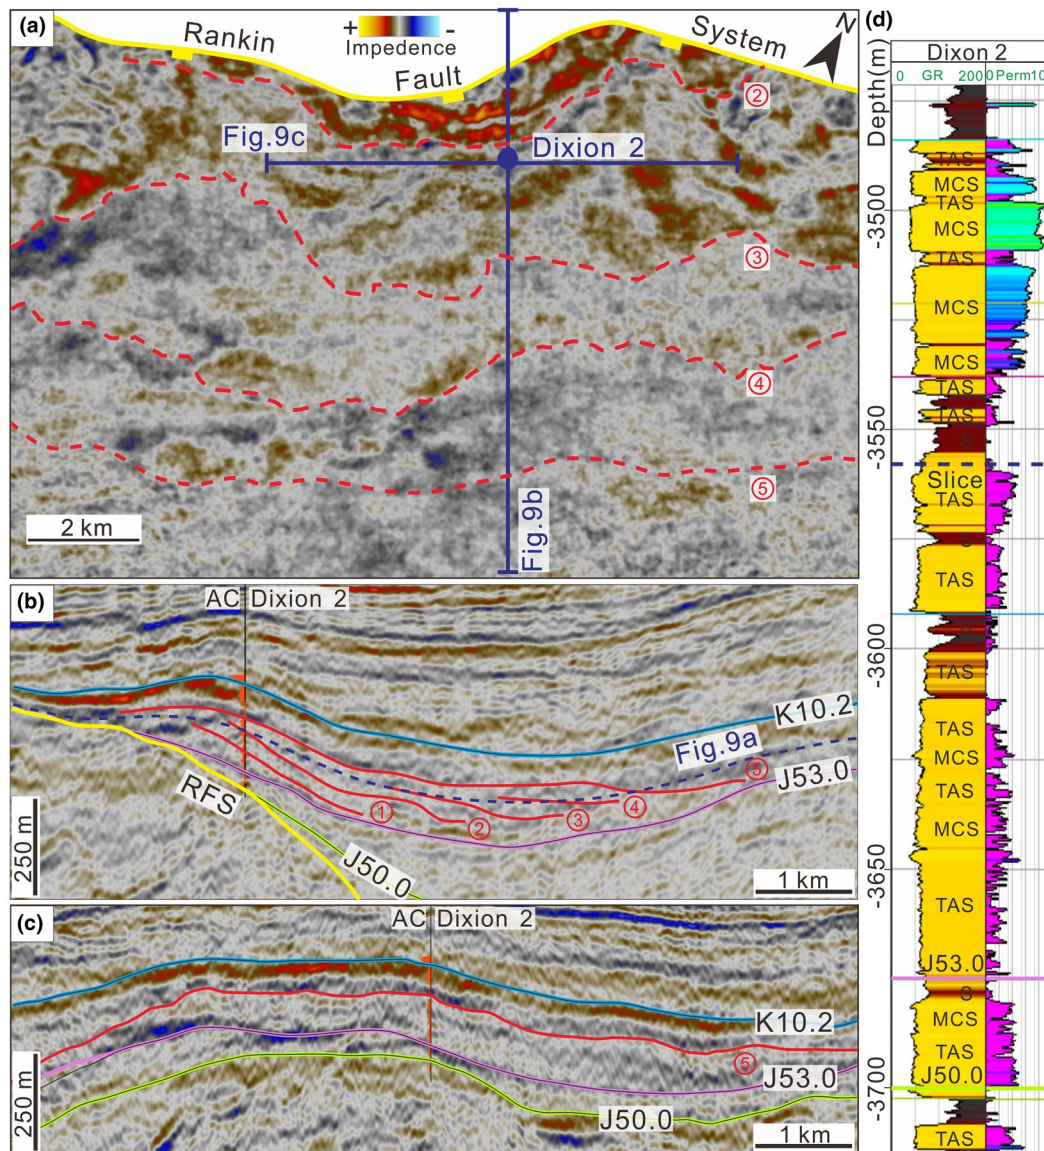 (a)
+ -
Impedence
Rankin
Fault
System
N
②
Fig.9c
Dixion 2
③
④
⑤
2 km
Fig.9b
(b)
AC Dixion 2
K10.2
Fig.9a
⑤
J53.0
RFS
①
②
③
④
J50.0
250 m
1 km
(c)
AC Dixion 2
K10.2
⑤
J53.0
J50.0
250 m
1 km
(d)
Dixon 2
Depth(m)
0 GR 200 0 Perm 10
TAS
MCS
TAS
-3500
MCS
TAS
MCS
MCS
TAS
TAS
-3550
S
Slice
TAS
S
TAS
-3600
TAS
TAS
MCS
TAS
MCS
-3650
TAS
J53.0
S
MCS
TAS
J50.0
-3700
TAS